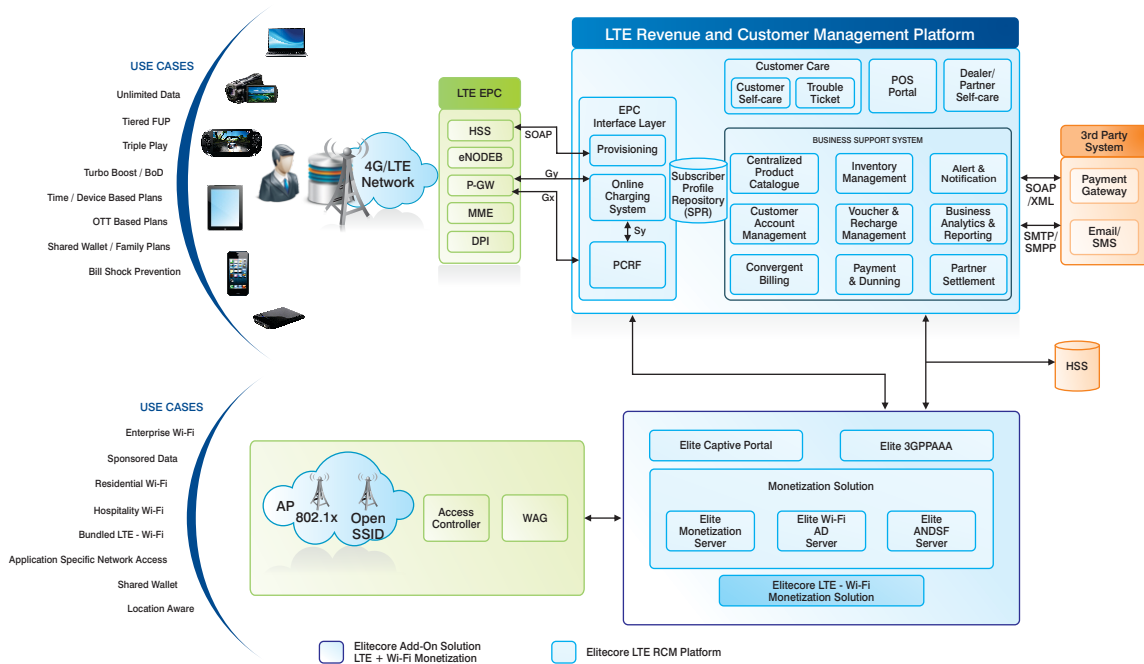 LTE Revenue and Customer Management Platform
USE CASES
Unlimited Data
Tiered FUP
Triple Play
Turbo Boost / BoD
Time / Device Based Plans
OTT Based Plans
Shared Wallet / Family Plans
Bill Shock Prevention
4G/LTE
Network
LTE EPC
HSS
eNODEB
P-GW
MME
DPI
SOAP
Gy
Gx
EPC
Interface Layer
Provisioning
Online
Charging
System
Sy
PCRF
Subscriber
Profile
Repository
(SPR)
Customer Care
Customer
Self-care
Trouble
Ticket
POS
Portal
Dealer/
Partner
Self-care
BUSINESS SUPPORT SYSTEM
Centralized
Product
Catalogue
Inventory
Management
Alert &
Notification
Customer
Account
Management
Voucher &
Recharge
Management
Business
Analytics &
Reporting
Convergent
Billing
Payment
& Dunning
Partner
Settlement
SOAP
/XML
SMTP/
SMPP
3rd Party
System
Payment
Gateway
Email/
SMS
HSS
USE CASES
Enterprise Wi-Fi
Sponsored Data
Residential Wi-Fi
Hospitality Wi-Fi
Bundled LTE - Wi-Fi
Application Specific Network Access
Shared Wallet
Location Aware
AP
802.1x
Open
SSID
Access
Controller
WAG
Elite Captive Portal
Elite 3GPPAAA
Monetization Solution
Elite
Monetization
Server
Elite Wi-Fi
AD
Server
Elite
ANDSF
Server
Elitecore LTE - Wi-Fi
Monetization Solution
Elitecore Add-On Solution
LTE + Wi-Fi Monetization
Elitecore LTE RCM Platform